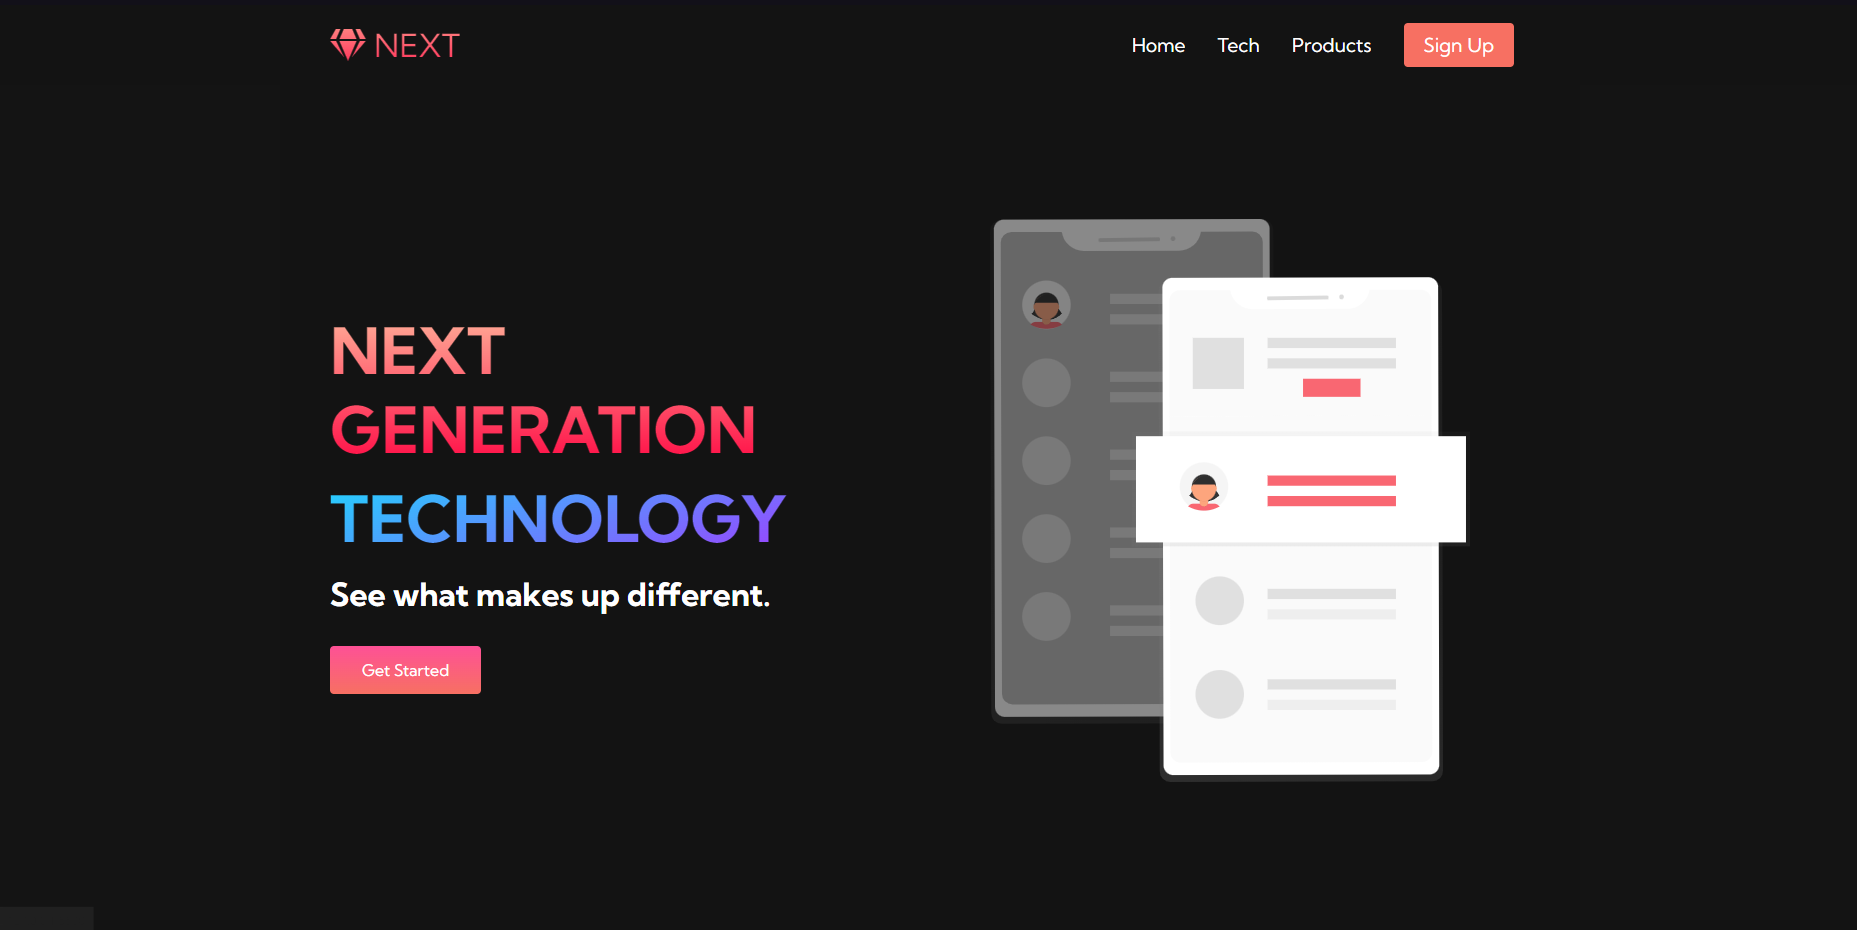 NEXT
Home
Tech
Products
Sign Up
NEXT
GENERATION
TECHNOLOGY
See what makes up different.
Get Started